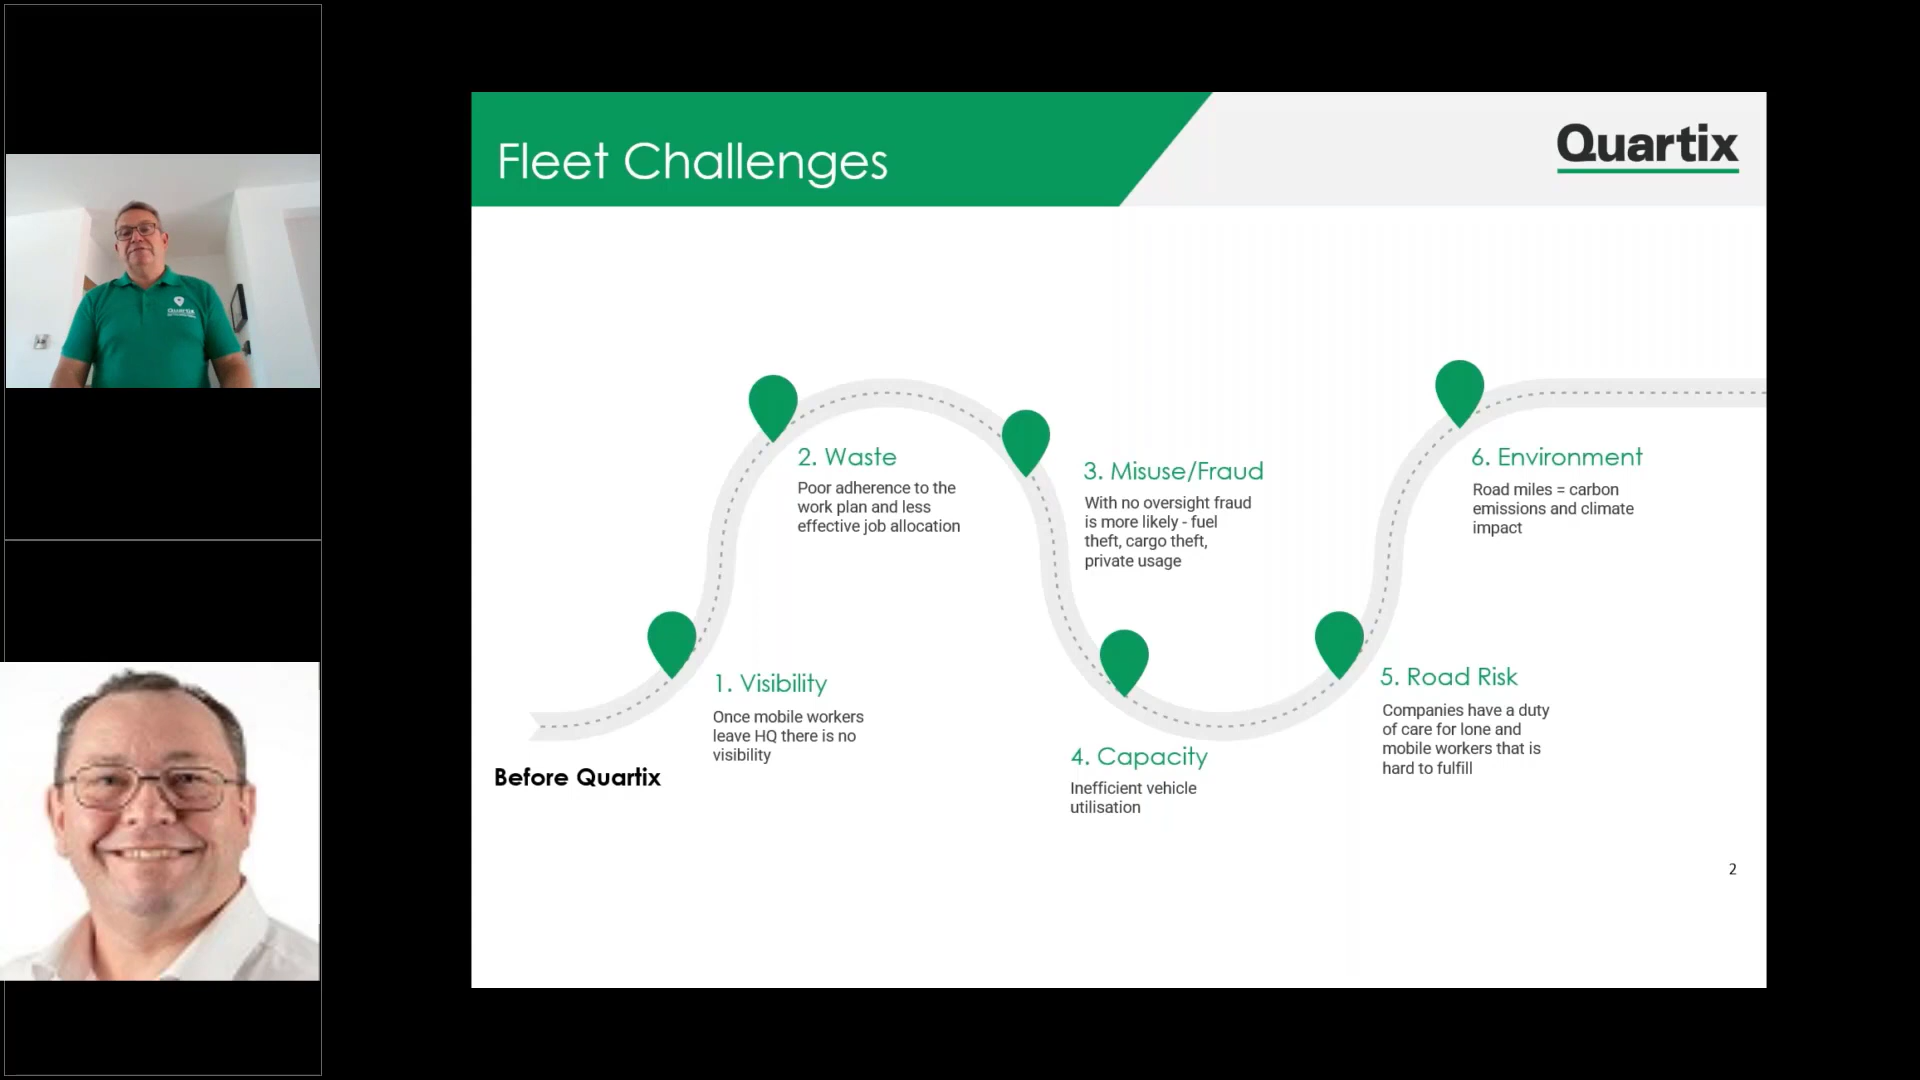 Fleet Challenges
Quartix
2. Waste
Poor adherence to the
work plan and less
effective job allocation
3. Misuse/Fraud
With no oversight fraud
is more likely - fuel
theft, cargo theft,
private usage
6. Environment
Road miles = carbon
emissions and climate
impact
1. Visibility
Once mobile workers
leave HQ there is no
visibility
Before Quartix
4. Capacity
Inefficient vehicle
utilisation
5. Road Risk
Companies have a duty
of care for lone and
mobile workers that is
hard to fulfill
2
Quartix